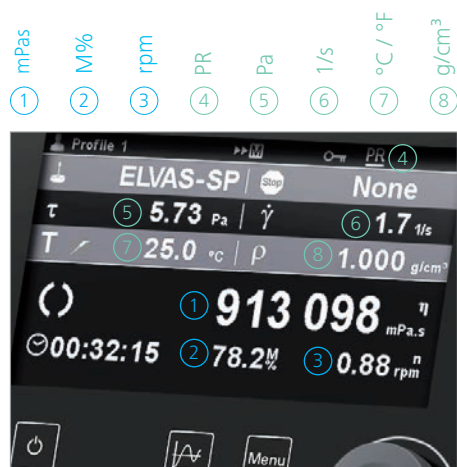 mPas M% rpm PR Pa 1/s °C / °F g/cm³
1 2 3 4 5 6 7 8
Profile 1 ▸▸M PR 4
ELVAS-SP Stop None
τ 5 5.73 Pa γ̇ 6 1.7 1/s
T 7 25.0 °C ρ 8 1.000 g/cm³
1 913 098 mPa.s η
00:32:15 2 78.2 M% 3 0.88 rpm n
Menu